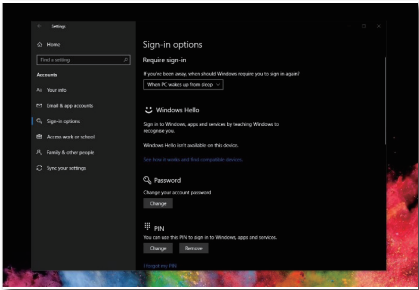 Settings
Home
Find a setting
Accounts
Your info
Email & app accounts
Sign-in options
Access work or school
Family & other people
Sync your settings
Sign-in options
Require sign-in
If you've been away, when should Windows require you to sign in again?
When PC wakes up from sleep
Windows Hello
Sign in to Windows, apps and services by teaching Windows to
recognise you.
Windows Hello isn't available on this device.
See how it works and find compatible devices.
Password
Change your account password
Change
PIN
You can use this PIN to sign in to Windows, apps and services.
Change Remove
I forgot my PIN